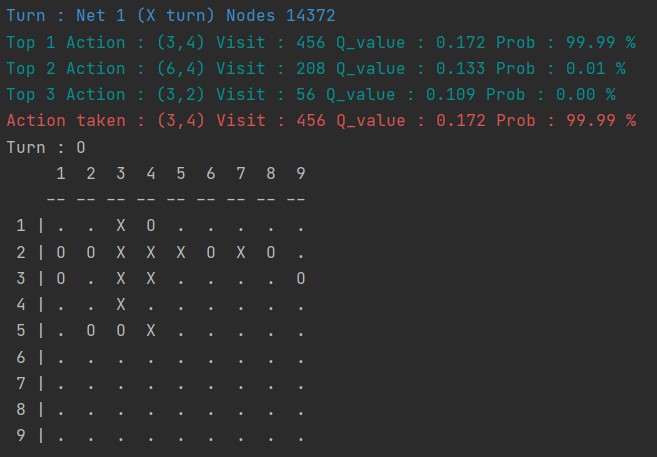 Turn : Net 1 (X turn) Nodes 14372
Top 1 Action : (3,4) Visit : 456 Q_value : 0.172 Prob : 99.99 %
Top 2 Action : (6,4) Visit : 208 Q_value : 0.133 Prob : 0.01 %
Top 3 Action : (3,2) Visit : 56 Q_value : 0.109 Prob : 0.00 %
Action taken : (3,4) Visit : 456 Q_value : 0.172 Prob : 99.99 %
Turn : O
     1  2  3  4  5  6  7  8  9
    -- -- -- -- -- -- -- -- --
 1 | .  .  X  O  .  .  .  .  .
 2 | O  O  X  X  X  O  X  O  .
 3 | O  .  X  X  .  .  .  .  O
 4 | .  .  X  .  .  .  .  .  .
 5 | .  O  O  X  .  .  .  .  .
 6 | .  .  .  .  .  .  .  .  .
 7 | .  .  .  .  .  .  .  .  .
 8 | .  .  .  .  .  .  .  .  .
 9 | .  .  .  .  .  .  .  .  .